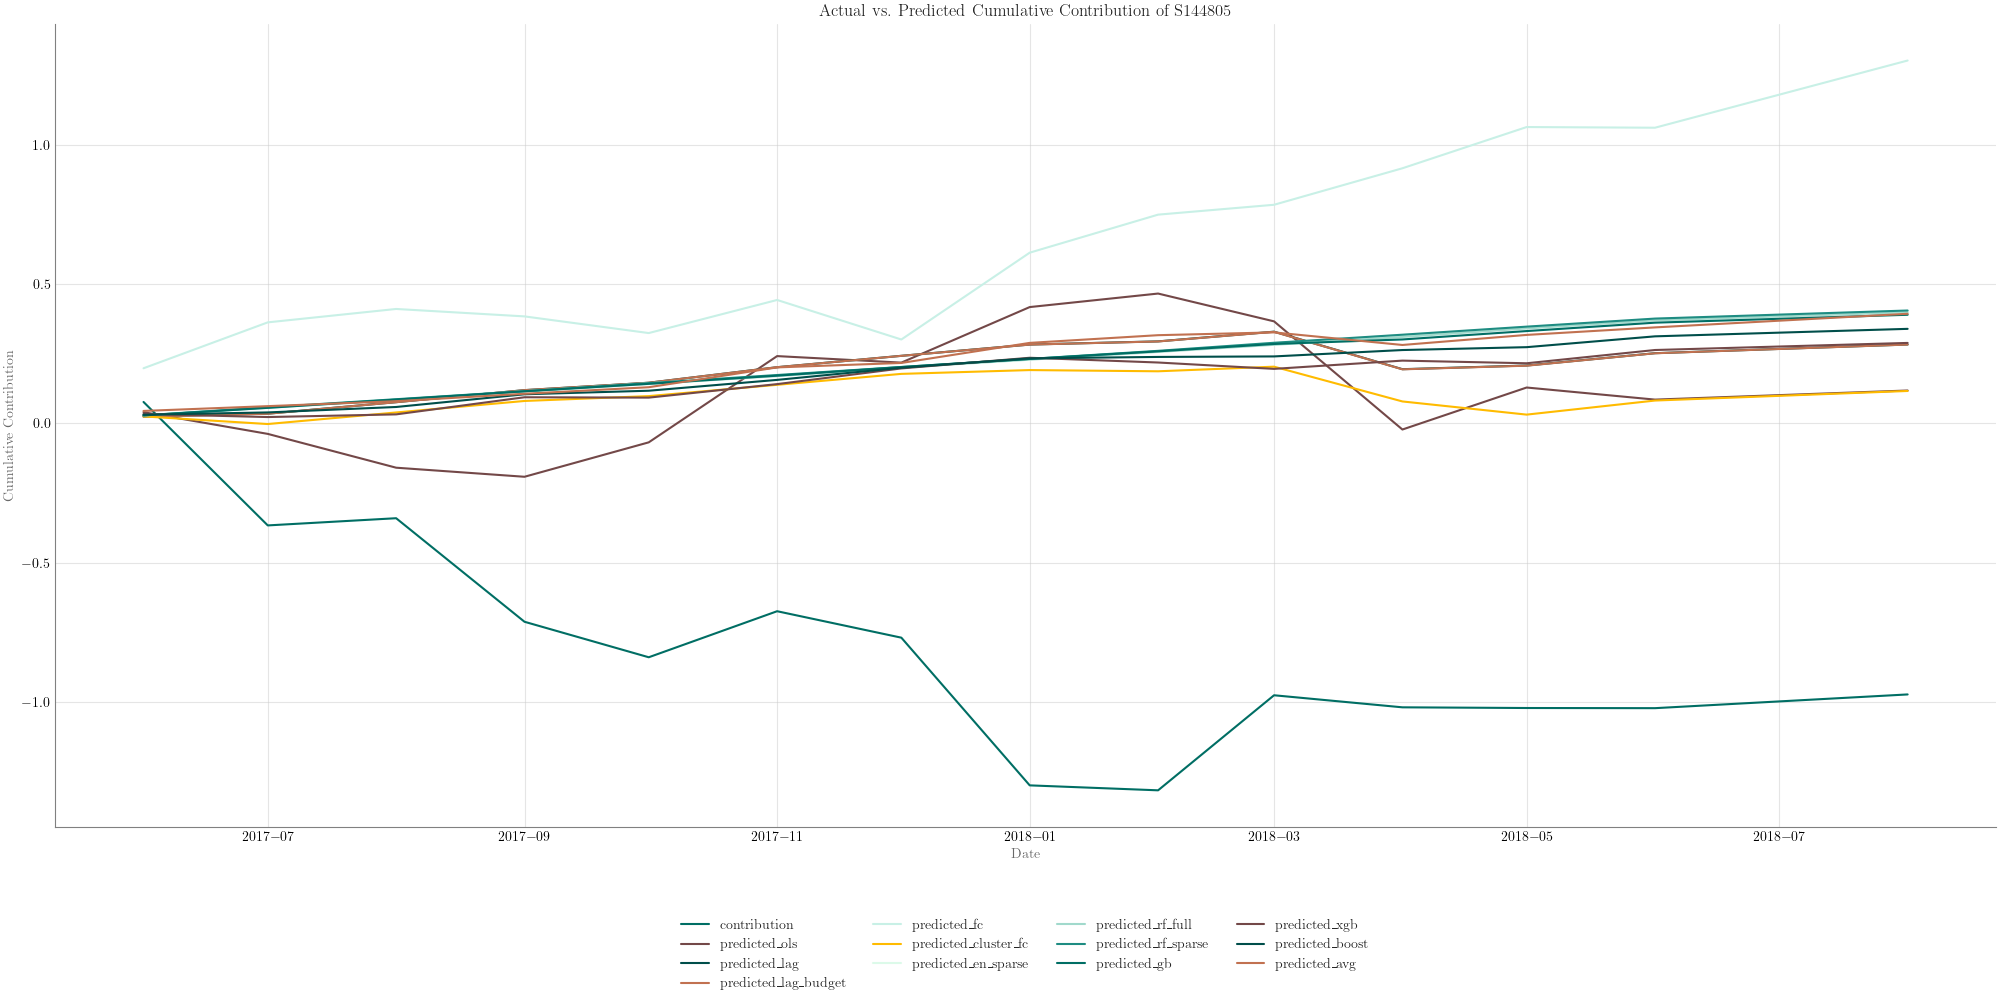 Actual vs. Predicted Cumulative Contribution of S144805
Cumulative Contribution
1.0
0.5
0.0
−0.5
−1.0
2017−07 2017−09 2017−11 2018−01 2018−03 2018−05 2018−07
Date
contribution predicted_fc predicted_rf_full predicted_xgb
predicted_ols predicted_cluster_fc predicted_rf_sparse predicted_boost
predicted_lag predicted_en_sparse predicted_gb predicted_avg
predicted_lag_budget